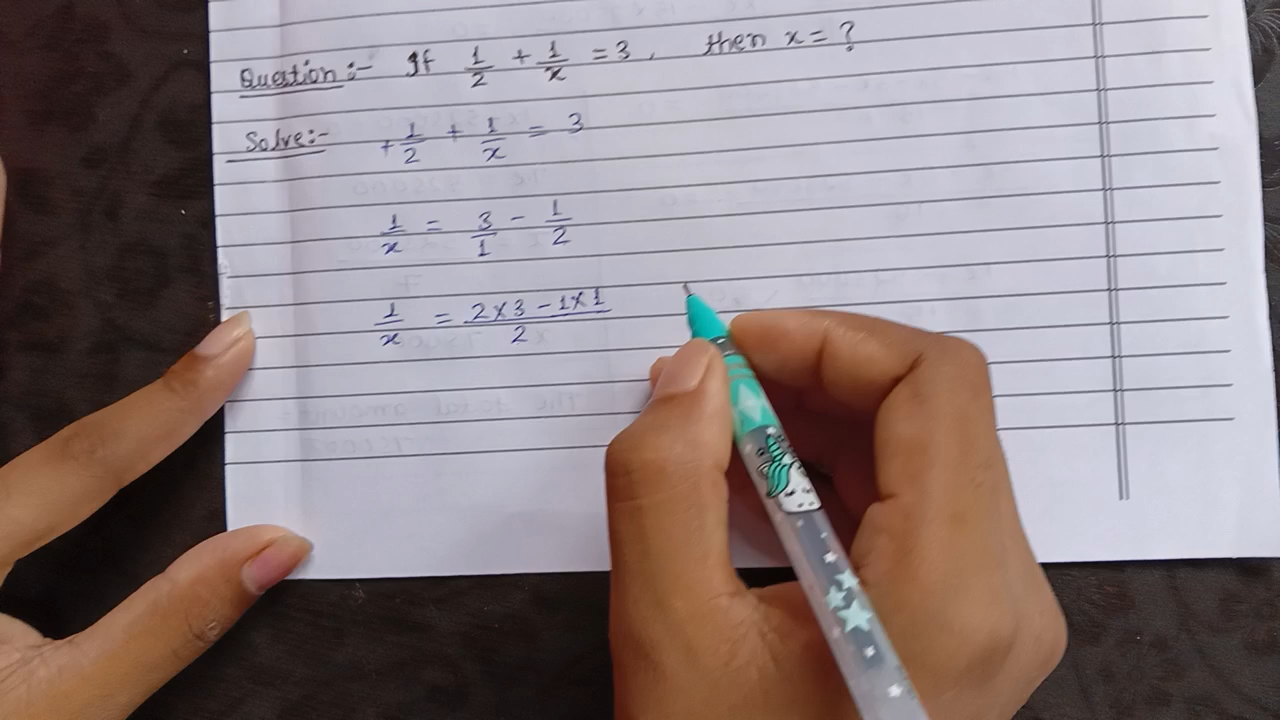 Question:- If 1/2 + 1/x = 3, then x = ?
Solve:- +1/2 + 1/x = 3
1/x = 3/1 - 1/2
1/x = 2×3 - 1×1/2